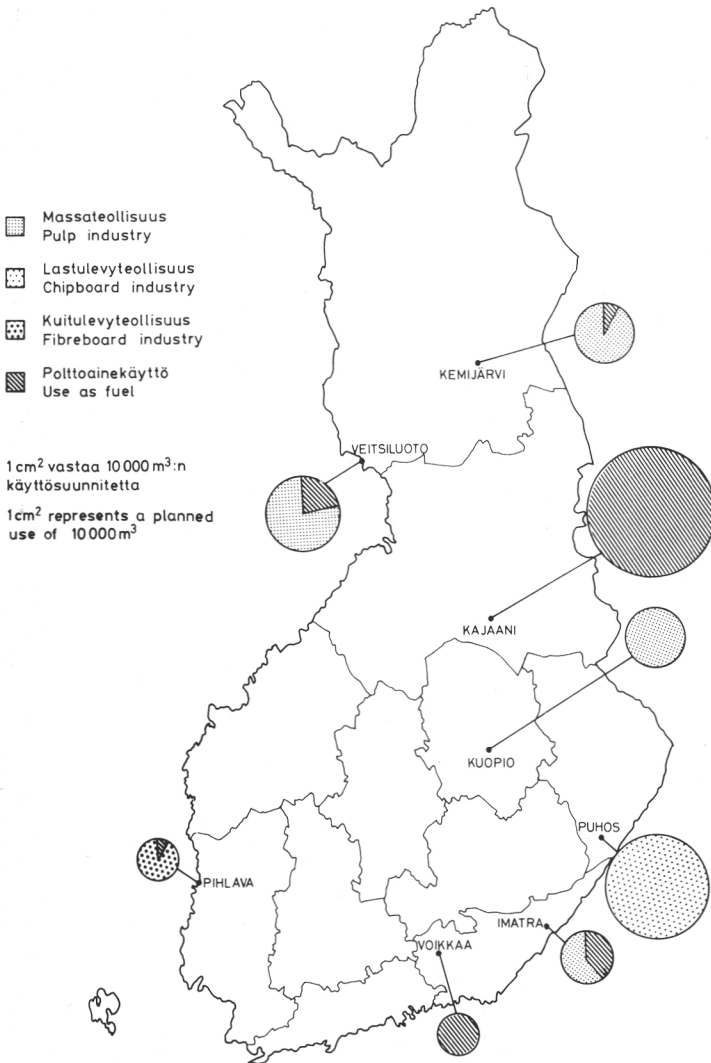 Massateollisuus
Pulp industry
Lastulevyteollisuus
Chipboard industry
Kuitulevyteollisuus
Fibreboard industry
Polttoainekäyttö
Use as fuel
1 cm² vastaa 10 000 m³:n
käyttösuunnitetta
1 cm² represents a planned
use of 10 000 m³
KEMIJÄRVI
VEITSILUOTO
KAJAANI
KUOPIO
PUHOS
PIHLAVA
IMATRA
VOIKKAA